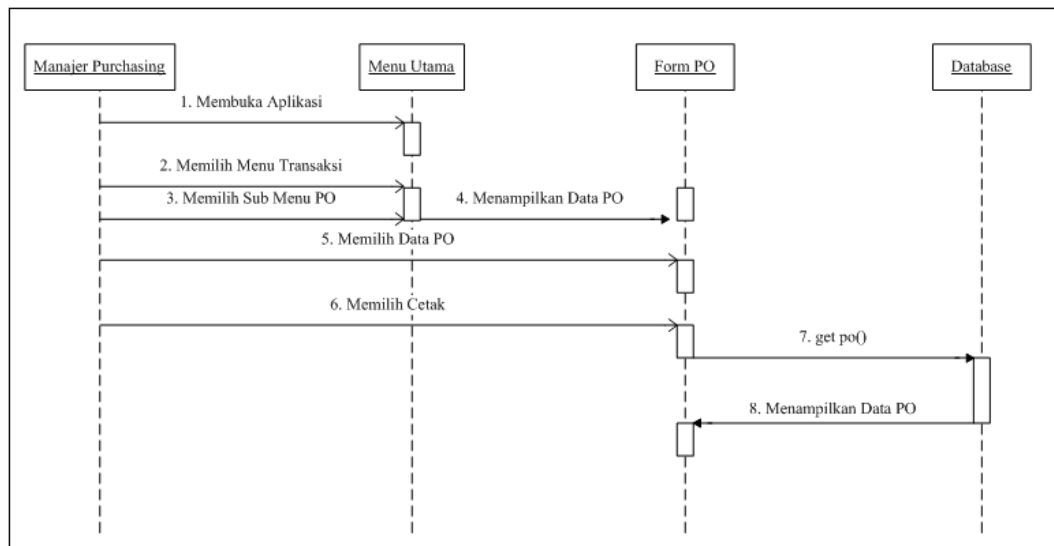 Manajer Purchasing
Menu Utama
Form PO
Database
1. Membuka Aplikasi
2. Memilih Menu Transaksi
3. Memilih Sub Menu PO
4. Menampilkan Data PO
5. Memilih Data PO
6. Memilih Cetak
7. get po()
8. Menampilkan Data PO